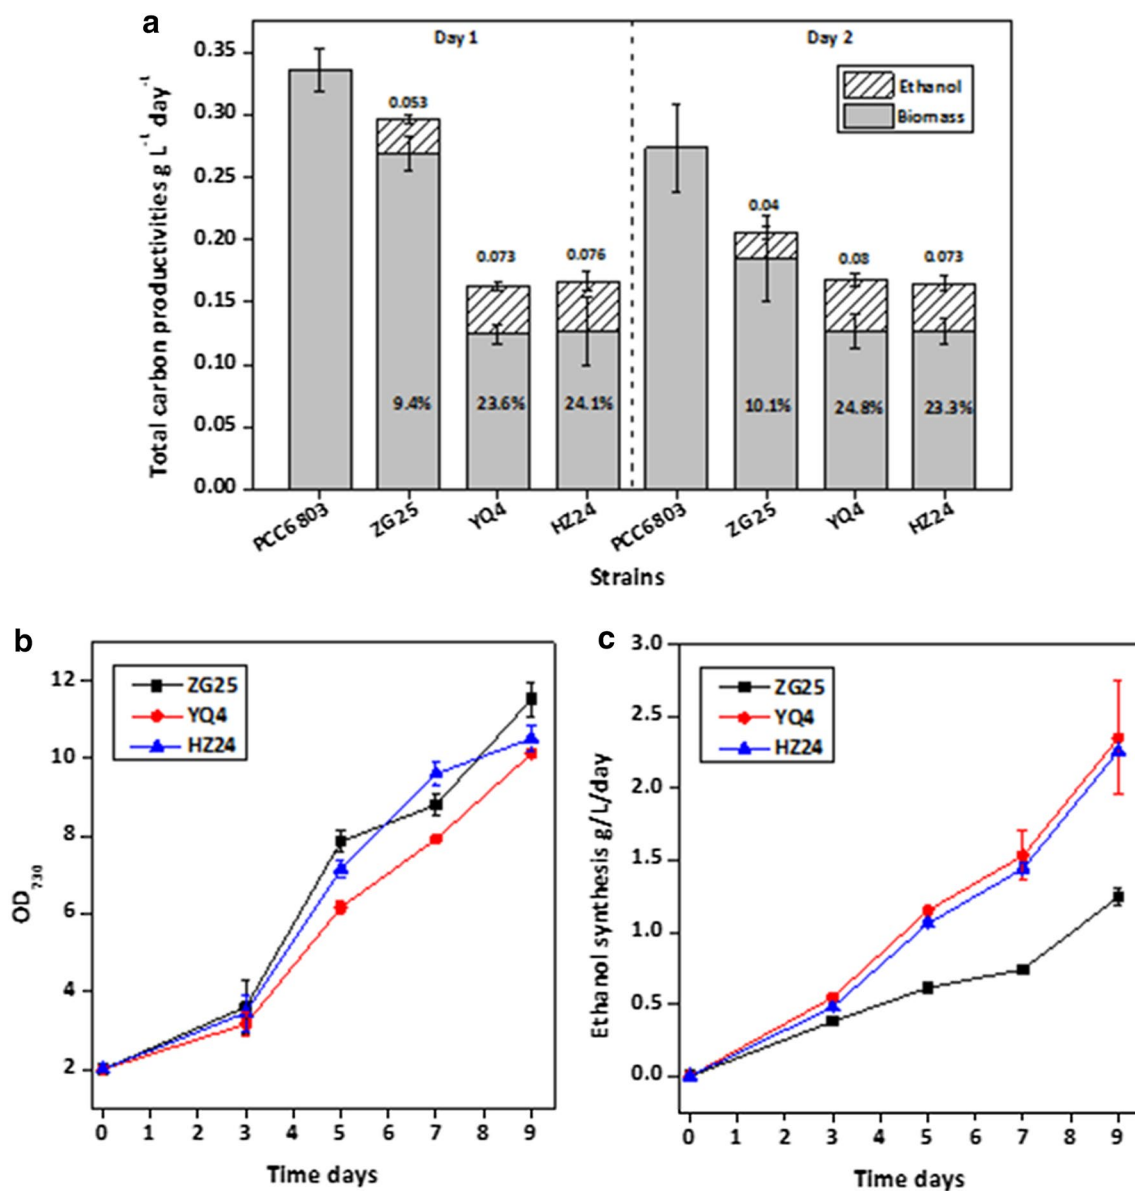 a
Day 1
Day 2
Total carbon productivities g L⁻¹ day⁻¹
0.35
0.30
0.25
0.20
0.15
0.10
0.05
0.00
Ethanol
Biomass
0.053
0.073
0.076
0.04
0.08
0.073
9.4%
23.6%
24.1%
10.1%
24.8%
23.3%
PCC6803
ZG25
YQ4
HZ24
PCC6803
ZG25
YQ4
HZ24
Strains
b
OD₇₃₀
12
10
8
6
4
2
ZG25
YQ4
HZ24
0 1 2 3 4 5 6 7 8 9
Time days
c
Ethanol synthesis g/L/day
3.0
2.5
2.0
1.5
1.0
0.5
0.0
ZG25
YQ4
HZ24
0 1 2 3 4 5 6 7 8 9
Time days